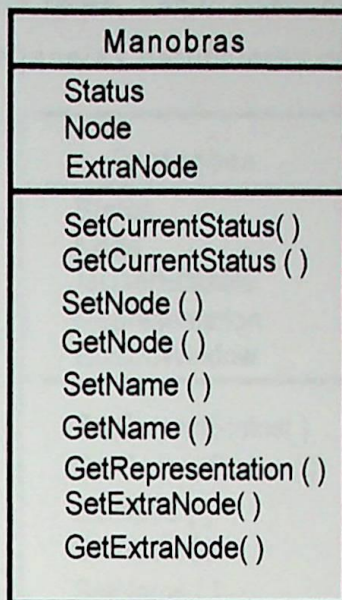 Manobras
Status
Node
ExtraNode
SetCurrentStatus( )
GetCurrentStatus ( )
SetNode ( )
GetNode ( )
SetName ( )
GetName ( )
GetRepresentation ( )
SetExtraNode( )
GetExtraNode( )